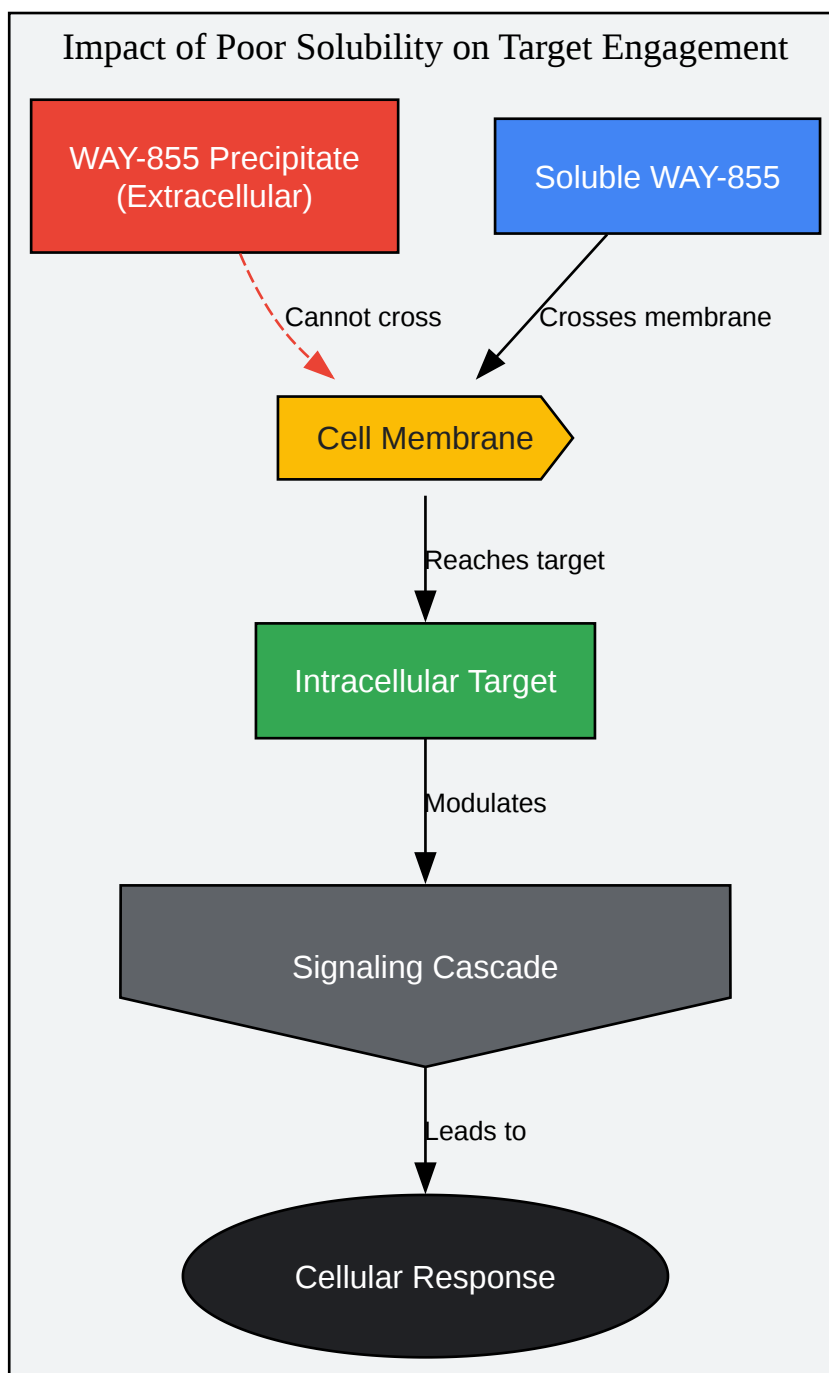 Impact of Poor Solubility on Target Engagement
WAY-855 Precipitate
(Extracellular)
Soluble WAY-855
Cannot cross
Crosses membrane
Cell Membrane
Reaches target
Intracellular Target
Modulates
Signaling Cascade
Leads to
Cellular Response